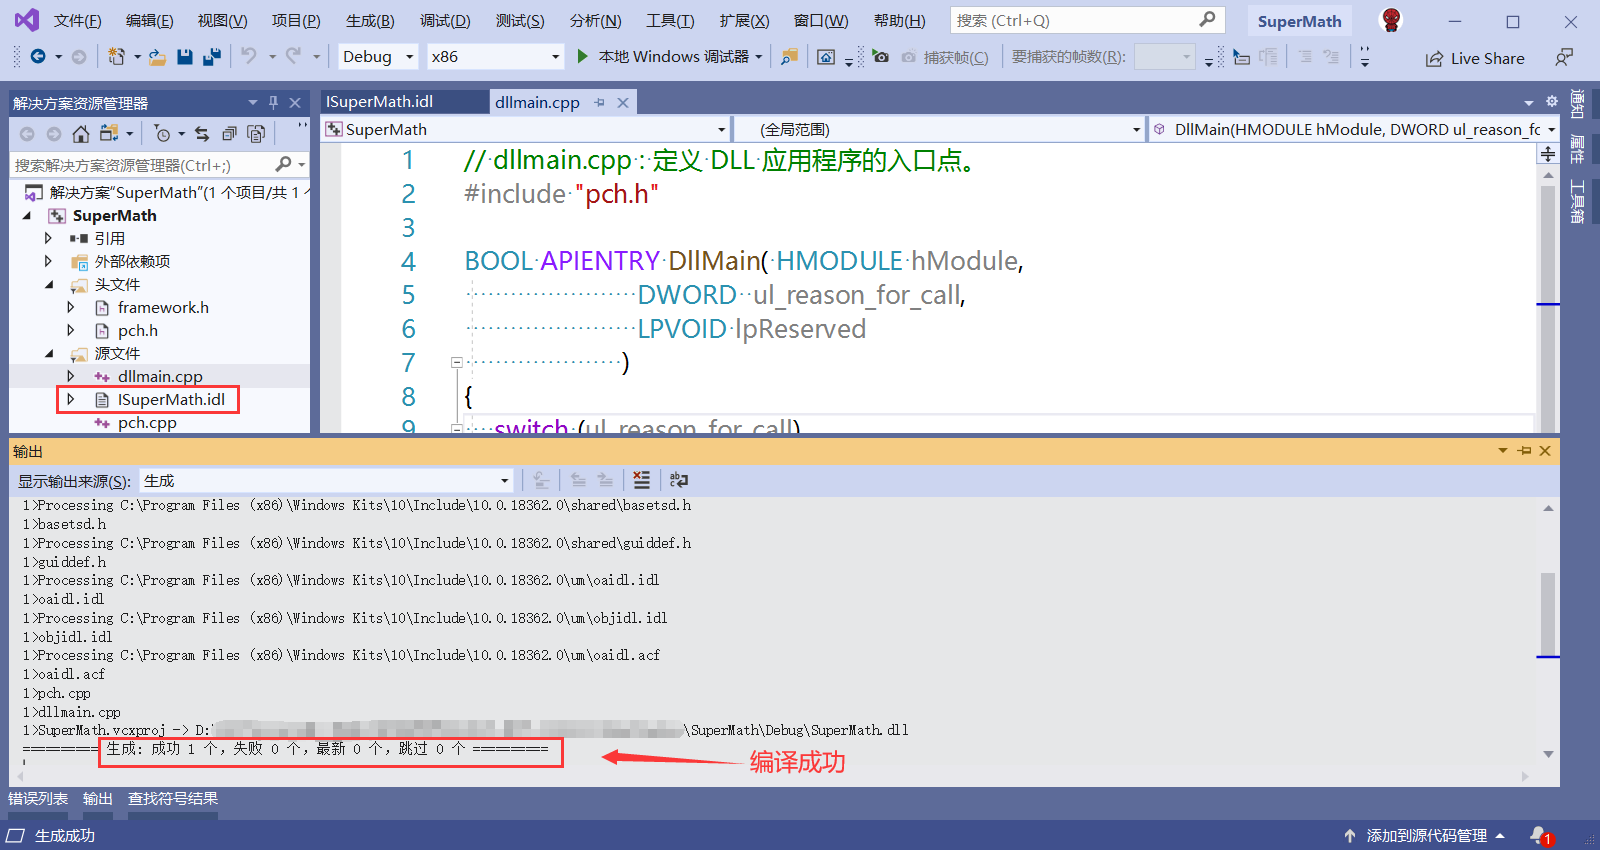 文件(F) 编辑(E) 视图(V) 项目(P) 生成(B) 调试(D) 测试(S) 分析(N) 工具(T) 扩展(X) 窗口(W) 帮助(H) 搜索 (Ctrl+Q) SuperMath
Debug x86 本地 Windows 调试器 捕获帧(C) 要捕获的帧数(R): Live Share
解决方案资源管理器
搜索解决方案资源管理器(Ctrl+;)
解决方案"SuperMath"(1 个项目/共 1 个
SuperMath
引用
外部依赖项
头文件
framework.h
pch.h
源文件
dllmain.cpp
ISuperMath.idl
pch.cpp
ISuperMath.idl dllmain.cpp
SuperMath (全局范围) DllMain(HMODULE hModule, DWORD ul_reason_fc
1 // dllmain.cpp : 定义 DLL 应用程序的入口点。
2 #include "pch.h"
3
4 BOOL APIENTRY DllMain( HMODULE hModule,
5 DWORD ul_reason_for_call,
6 LPVOID lpReserved
7 )
8 {
9 switch (ul_reason_for_call)
通知
属性
工具箱
输出
显示输出来源(S): 生成
1>Processing C:\Program Files (x86)\Windows Kits\10\Include\10.0.18362.0\shared\basetsd.h
1>basetsd.h
1>Processing C:\Program Files (x86)\Windows Kits\10\Include\10.0.18362.0\shared\guiddef.h
1>guiddef.h
1>Processing C:\Program Files (x86)\Windows Kits\10\Include\10.0.18362.0\um\oaidl.idl
1>oaidl.idl
1>Processing C:\Program Files (x86)\Windows Kits\10\Include\10.0.18362.0\um\objidl.idl
1>objidl.idl
1>Processing C:\Program Files (x86)\Windows Kits\10\Include\10.0.18362.0\um\oaidl.acf
1>oaidl.acf
1>pch.cpp
1>dllmain.cpp
1>SuperMath.vcxproj -> D:\SuperMath\Debug\SuperMath.dll
========== 生成: 成功 1 个，失败 0 个，最新 0 个，跳过 0 个 ==========
编译成功
错误列表 输出 查找符号结果
生成成功 添加到源代码管理 1